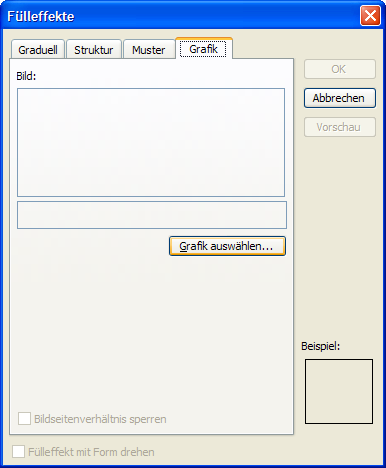 Fülleffekte
Graduell Struktur Muster Grafik
Bild:
OK
Abbrechen
Vorschau
Grafik auswählen...
Beispiel:
Bildseitenverhältnis sperren
Fülleffekt mit Form drehen